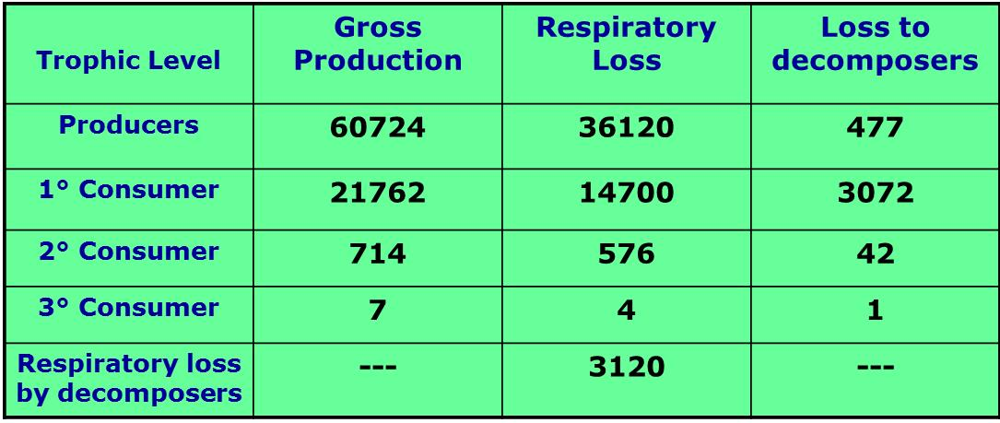 Trophic Level
Gross
Production
Respiratory
Loss
Loss to
decomposers
Producers
60724
36120
477
1° Consumer
21762
14700
3072
2° Consumer
714
576
42
3° Consumer
7
4
1
Respiratory loss
by decomposers
---
3120
---